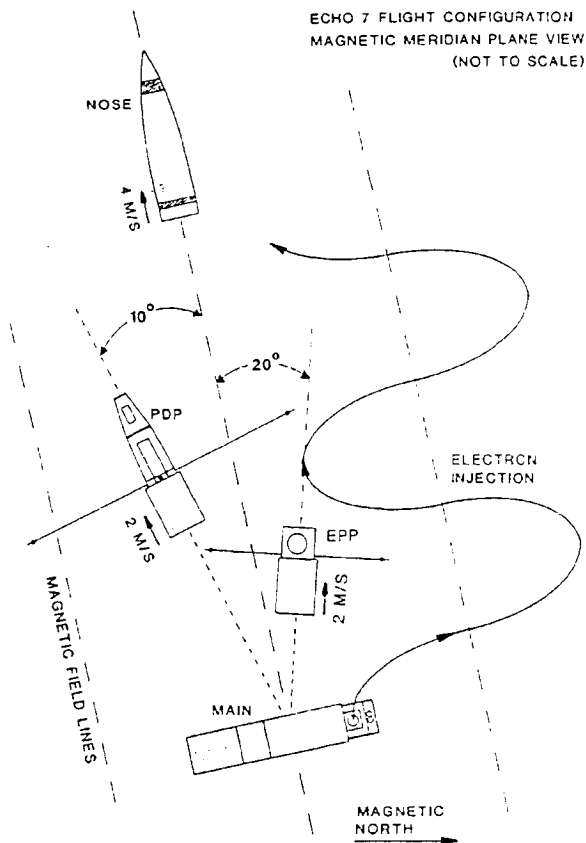 ECHO 7 FLIGHT CONFIGURATION
MAGNETIC MERIDIAN PLANE VIEW
(NOT TO SCALE)
NOSE
4 M/S
10°
20°
PDP
ELECTRON
INJECTION
2 M/S
EPP
2 M/S
MAGNETIC FIELD LINES
MAIN
MAGNETIC
NORTH